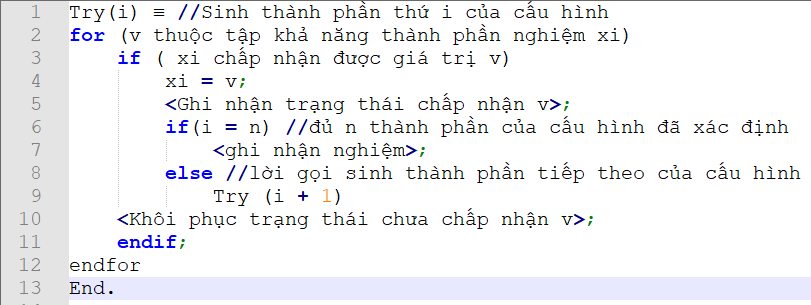 1 Try(i) ≡ //Sinh thành phần thứ i của cấu hình
2 for (v thuộc tập khả năng thành phần nghiệm xi)
3 if ( xi chấp nhận được giá trị v)
4 xi = v;
5 <Ghi nhận trạng thái chấp nhận v>;
6 if(i = n) //đủ n thành phần của cấu hình đã xác định
7 <ghi nhận nghiệm>;
8 else //lời gọi sinh thành phần tiếp theo của cấu hình
9 Try (i + 1)
10 <Khôi phục trạng thái chưa chấp nhận v>;
11 endif;
12 endfor
13 End.